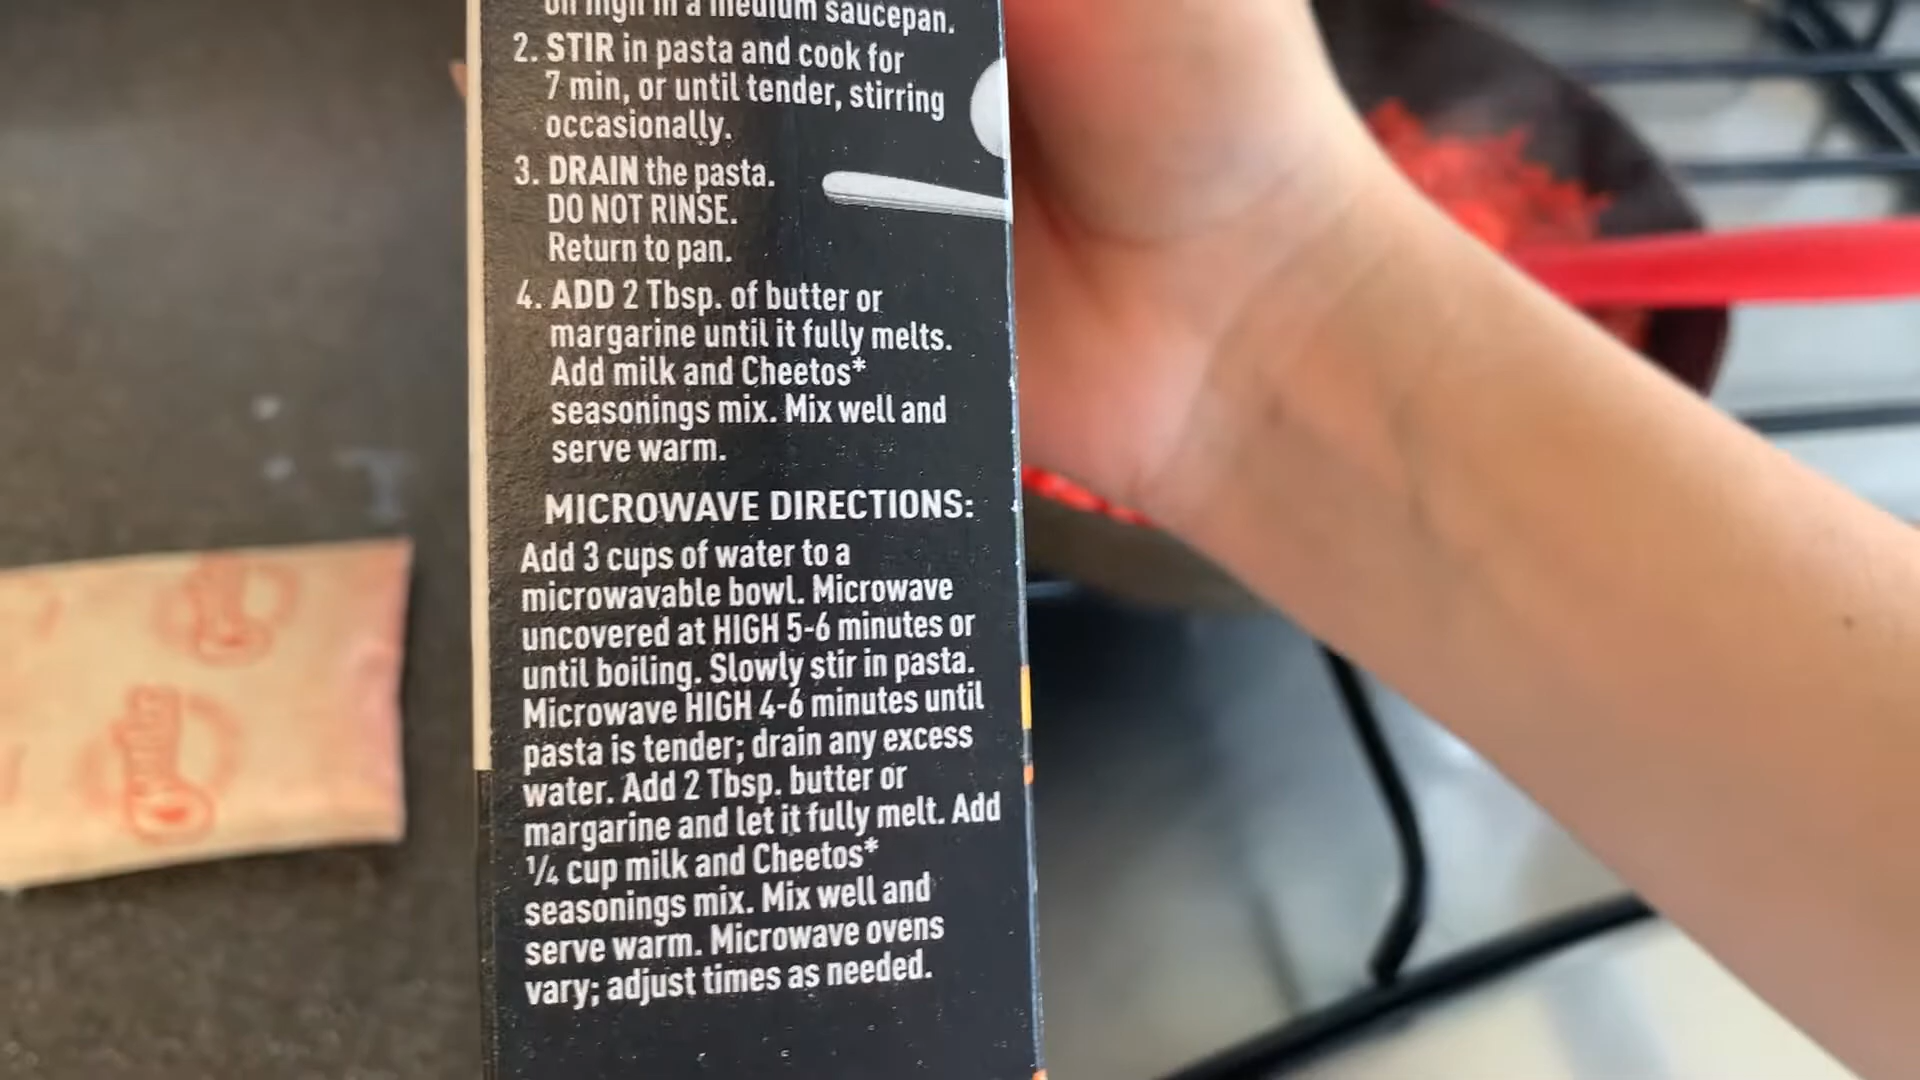 on high in a medium saucepan.
2. STIR in pasta and cook for
7 min, or until tender, stirring
occasionally.
3. DRAIN the pasta.
DO NOT RINSE.
Return to pan.
4. ADD 2 Tbsp. of butter or
margarine until it fully melts.
Add milk and Cheetos*
seasonings mix. Mix well and
serve warm.
MICROWAVE DIRECTIONS:
Add 3 cups of water to a
microwavable bowl. Microwave
uncovered at HIGH 5-6 minutes or
until boiling. Slowly stir in pasta.
Microwave HIGH 4-6 minutes until
pasta is tender; drain any excess
water. Add 2 Tbsp. butter or
margarine and let it fully melt. Add
¼ cup milk and Cheetos*
seasonings mix. Mix well and
serve warm. Microwave ovens
vary; adjust times as needed.